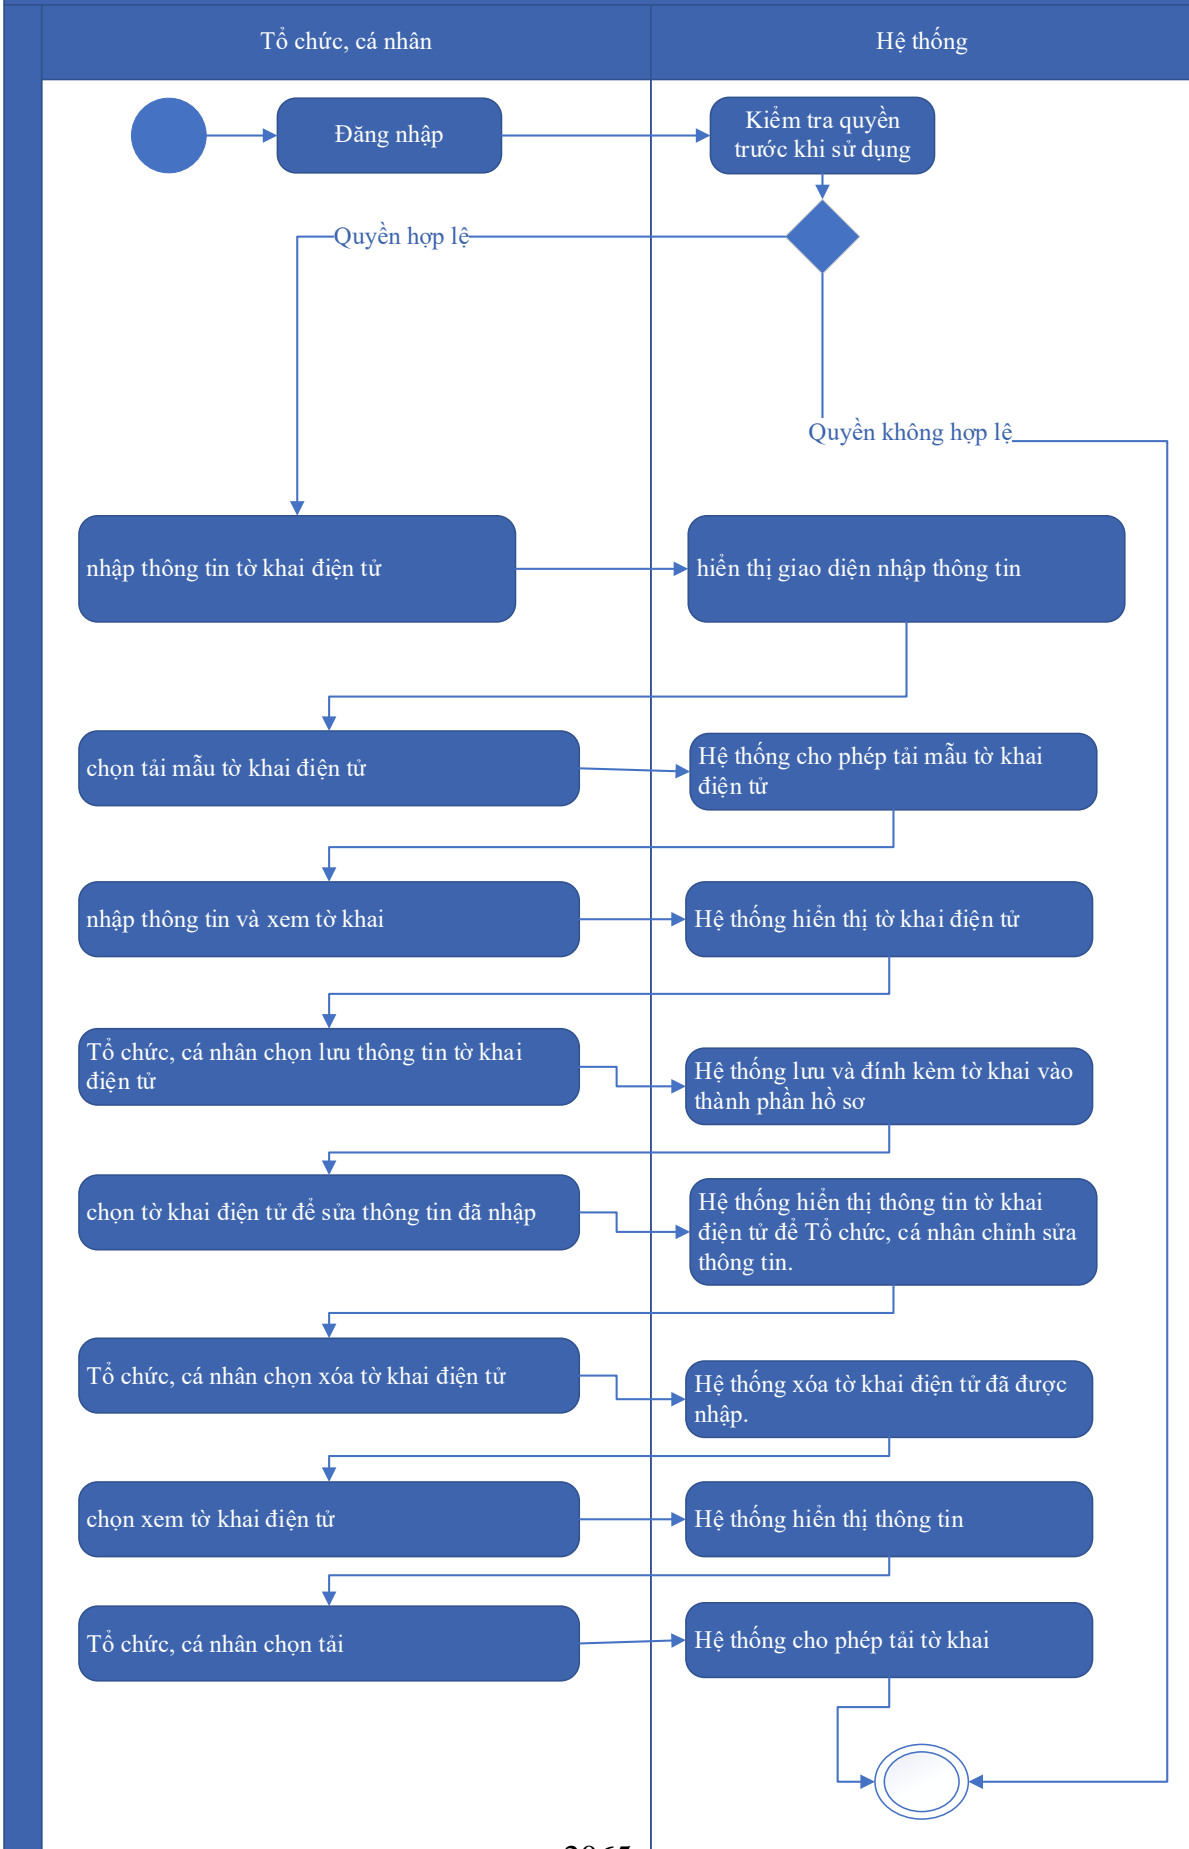 Tổ chức, cá nhân
Hệ thống
Đăng nhập
Kiểm tra quyền
trước khi sử dụng
Quyền hợp lệ
Quyền không hợp lệ
nhập thông tin tờ khai điện tử
hiển thị giao diện nhập thông tin
chọn tải mẫu tờ khai điện tử
Hệ thống cho phép tải mẫu tờ khai
điện tử
nhập thông tin và xem tờ khai
Hệ thống hiển thị tờ khai điện tử
Tổ chức, cá nhân chọn lưu thông tin tờ khai
điện tử
Hệ thống lưu và đính kèm tờ khai vào
thành phần hồ sơ
chọn tờ khai điện tử để sửa thông tin đã nhập
Hệ thống hiển thị thông tin tờ khai
điện tử để Tổ chức, cá nhân chỉnh sửa
thông tin.
Tổ chức, cá nhân chọn xóa tờ khai điện tử
Hệ thống xóa tờ khai điện tử đã được
nhập.
chọn xem tờ khai điện tử
Hệ thống hiển thị thông tin
Tổ chức, cá nhân chọn tải
Hệ thống cho phép tải tờ khai